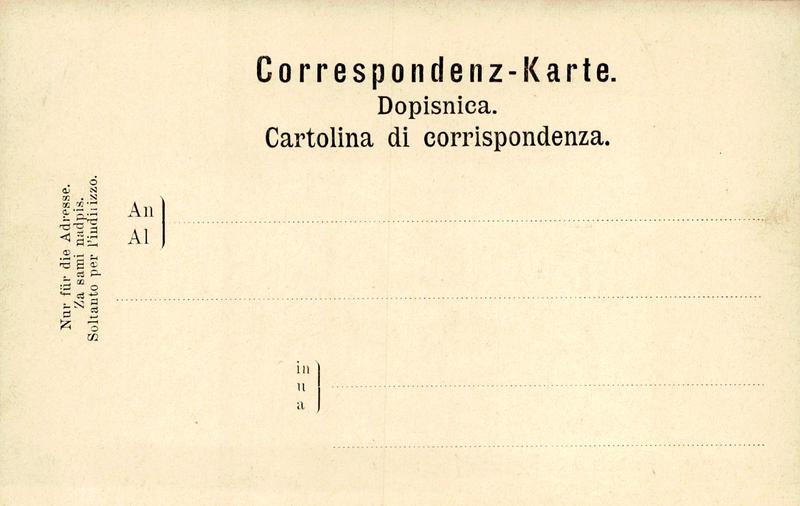 Correspondenz-Karte.
Dopisnica.
Cartolina di corrispondenza.
Nur für die Adresse.
Za sami nadpis.
Soltanto per l'indirizzo.
An
Al
in
u
a